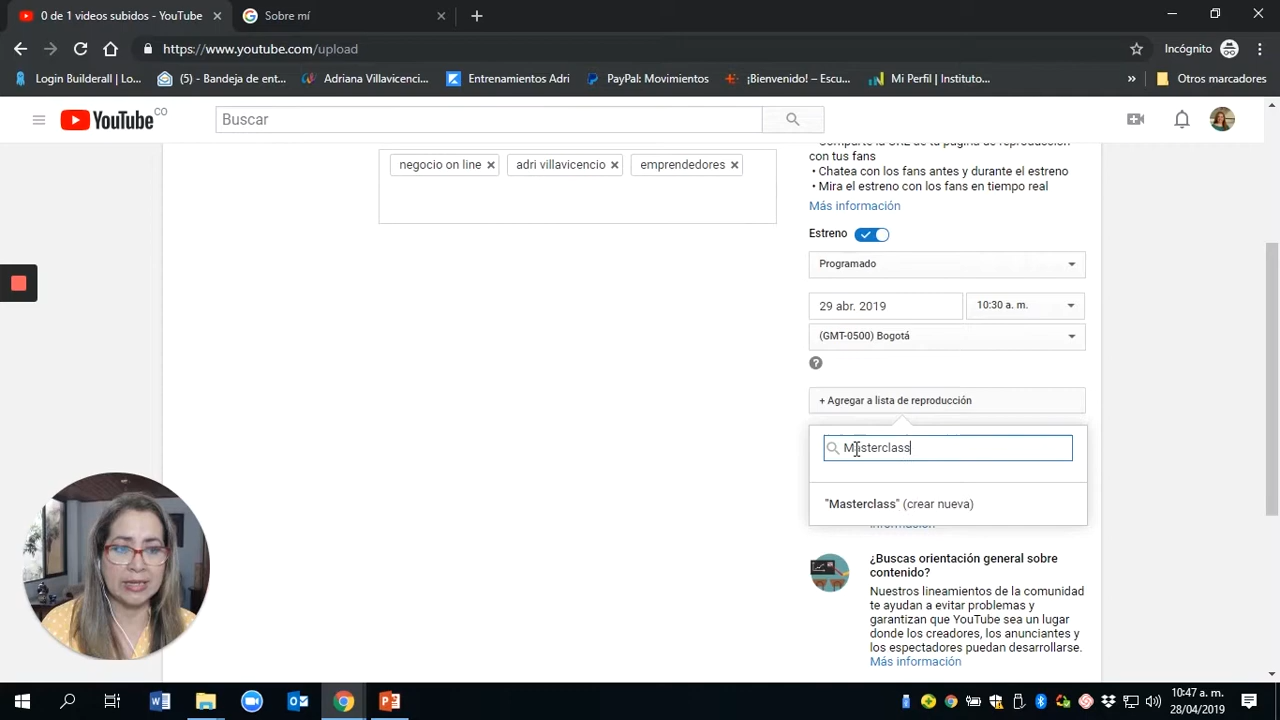 0 de 1 videos subidos - YouTube
Sobre mí
https://www.youtube.com/upload
Incógnito
Login Builderall | Lo...
(5) - Bandeja de ent...
Adriana Villavicenci...
Entrenamientos Adri
PayPal: Movimientos
¡Bienvenido! – Escu...
Mi Perfil | Instituto...
»
Otros marcadores
YouTube CO
Buscar
negocio on line
adri villavicencio
emprendedores
• Comparte la URL de tu página de reproducción
con tus fans
• Chatea con los fans antes y durante el estreno
• Mira el estreno con los fans en tiempo real
Más información
Estreno
Programado
29 abr. 2019
10:30 a. m.
(GMT-0500) Bogotá
?
+ Agregar a lista de reproducción
Masterclass
"Masterclass" (crear nueva)
información
¿Buscas orientación general sobre
contenido?
Nuestros lineamientos de la comunidad
te ayudan a evitar problemas y
garantizan que YouTube sea un lugar
donde los creadores, los anunciantes y
los espectadores puedan desarrollarse.
Más información
10:47 a. m.
28/04/2019